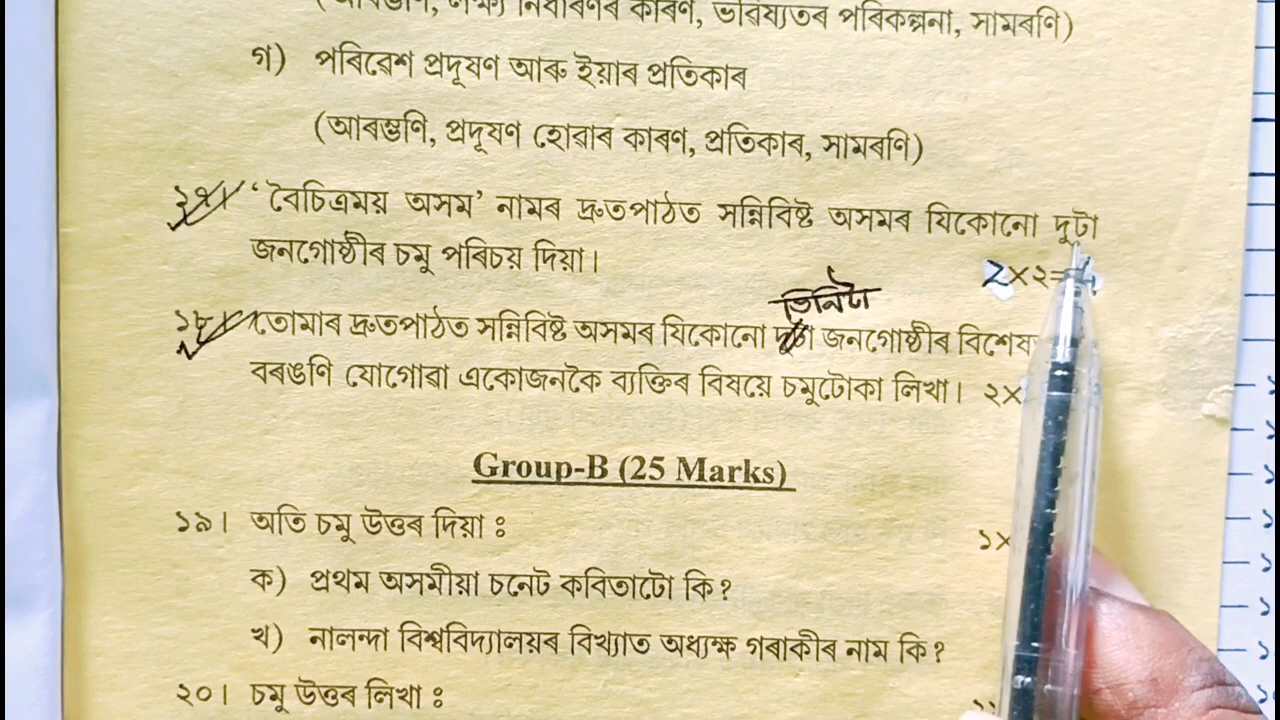 (আৰম্ভণি, লক্ষ্য নিৰ্ধাৰণৰ কাৰণ, ভৱিষ্যতৰ পৰিকল্পনা, সামৰণি)
গ) পৰিৱেশ প্ৰদূষণ আৰু ইয়াৰ প্ৰতিকাৰ
(আৰম্ভণি, প্ৰদূষণ হোৱাৰ কাৰণ, প্ৰতিকাৰ, সামৰণি)
১৭। ‘বৈচিত্ৰময় অসম’ নামৰ দ্ৰুতপাঠত সন্নিবিষ্ট অসমৰ যিকোনো দুটা
জনগোষ্ঠীৰ চমু পৰিচয় দিয়া। 2×২=4
তিনিটা
১৮। তোমাৰ দ্ৰুতপাঠত সন্নিবিষ্ট অসমৰ যিকোনো দুটা জনগোষ্ঠীৰ বিশেষ
বৰঙণি যোগোৱা একোজনকৈ ব্যক্তিৰ বিষয়ে চমুটোকা লিখা। ২×
Group-B (25 Marks)
১৯। অতি চমু উত্তৰ দিয়া ঃ ১×
ক) প্ৰথম অসমীয়া চনেট কবিতাটো কি?
খ) নালন্দা বিশ্ববিদ্যালয়ৰ বিখ্যাত অধ্যক্ষ গৰাকীৰ নাম কি?
২০। চমু উত্তৰ লিখা ঃ